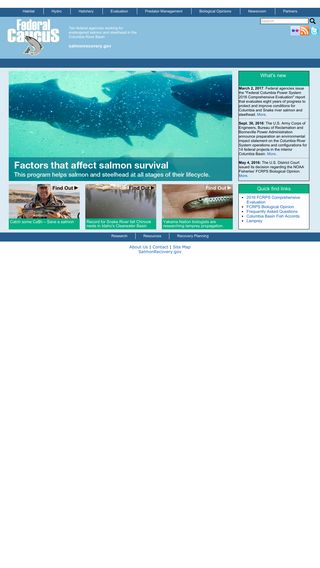 Habitat Hydro Hatchery Evaluation Predator Management Biological Opinions Newsroom Partners
Federal
Caucus
Ten federal agencies working for
endangered salmon and steelhead in the
Columbia River Basin
salmonrecovery.gov
Search
What's new
March 2, 2017: Federal agencies issue
the "Federal Columbia Power System
2016 Comprehensive Evaluation" report
that evaluates eight years of progress to
protect and improve conditions for
Columbia and Snake river salmon and
steelhead. More..
Sept. 30, 2016: The U.S. Army Corps of
Engineers, Bureau of Reclamation and
Bonneville Power Administration
announce preparation an environmental
impact statement on the Columbia River
System operations and configurations for
14 federal projects in the interior
Columbia Basin. More..
May 4, 2016: The U.S. District Court
issued its decision regarding the NOAA
Fisheries' FCRPS Biological Opinion.
More..
Factors that affect salmon survival
This program helps salmon and steelhead at all stages of their lifecycle.
Find Out
Find Out
Find Out
Catch some Ca$h – Save a salmon
Record for Snake River fall Chinook
redds in Idaho's Clearwater Basin
Yakama Nation biologists are
researching lamprey propagation.
Quick find links
2016 FCRPS Comprehensive
Evaluation
FCRPS Biological Opinion
Frequently Asked Questions
Columbia Basin Fish Accords
Lamprey
Research Resources Recovery Planning
About Us | Contact | Site Map
SalmonRecovery.gov